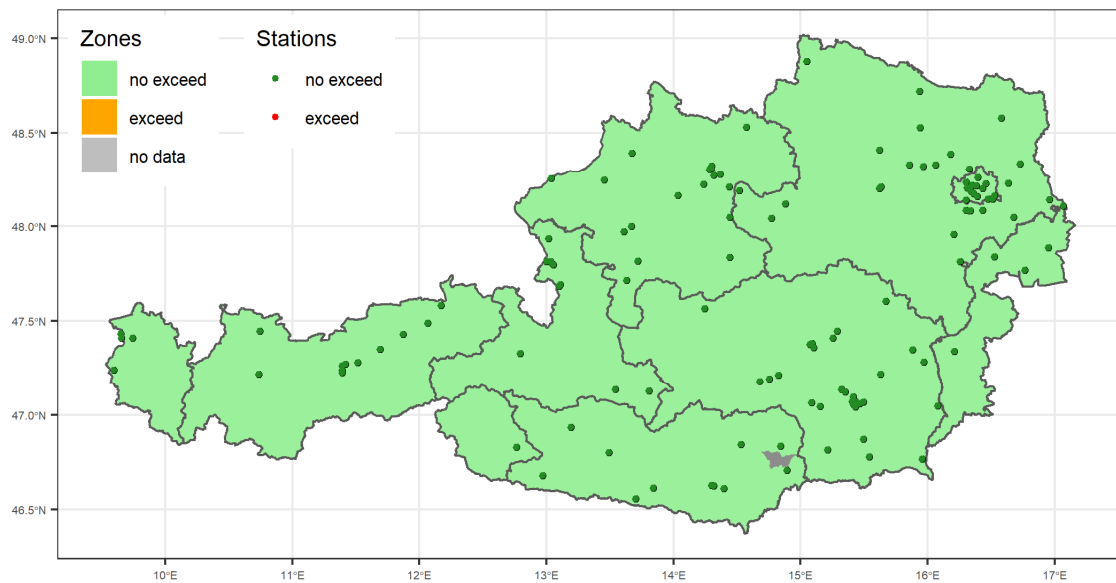 Zones
no exceed
exceed
no data
Stations
no exceed
exceed
49.0°N
48.5°N
48.0°N
47.5°N
47.0°N
46.5°N
10°E
11°E
12°E
13°E
14°E
15°E
16°E
17°E